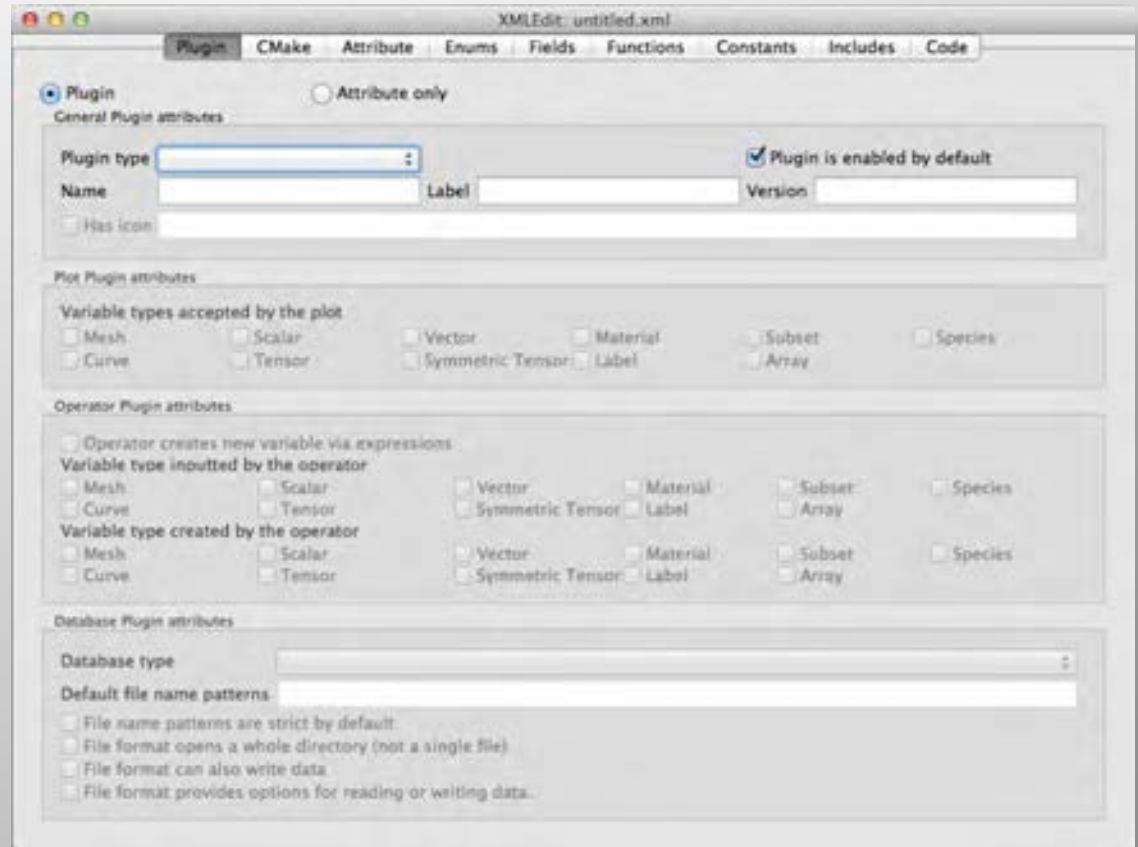 XMLEdit: untitled.xml
Plugin CMake Attribute Enums Fields Functions Constants Includes Code
Plugin Attribute only
General Plugin attributes
Plugin type Plugin is enabled by default
Name Label Version
Has icon
Plot Plugin attributes
Variable types accepted by the plot
Mesh Scalar Vector Material Subset Species
Curve Tensor Symmetric Tensor Label Array
Operator Plugin attributes
Operator creates new variable via expressions
Variable type inputted by the operator
Mesh Scalar Vector Material Subset Species
Curve Tensor Symmetric Tensor Label Array
Variable type created by the operator
Mesh Scalar Vector Material Subset Species
Curve Tensor Symmetric Tensor Label Array
Database Plugin attributes
Database type
Default file name patterns
File name patterns are strict by default
File format opens a whole directory (not a single file)
File format can also write data
File format provides options for reading or writing data.